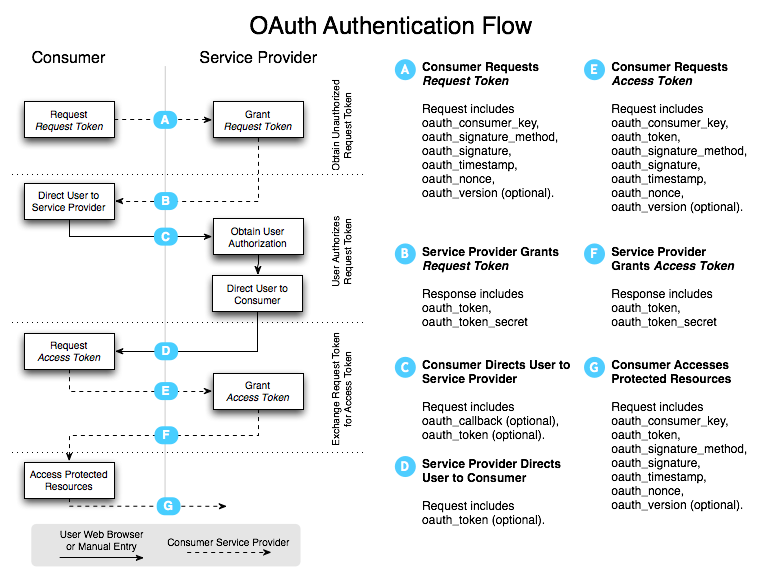 OAuth Authentication Flow
Consumer
Service Provider
Request
Request Token
A
Grant
Request Token
Obtain Unauthorized
Request Token
Direct User to
Service Provider
B
C
Obtain User
Authorization
Direct User to
Consumer
User Authorizes
Request Token
Request
Access Token
D
E
Grant
Access Token
F
Exchange Request Token
for Access Token
Access Protected
Resources
G
User Web Browser
or Manual Entry
Consumer Service Provider
A
Consumer Requests
Request Token
Request includes
oauth_consumer_key,
oauth_signature_method,
oauth_signature,
oauth_timestamp,
oauth_nonce,
oauth_version (optional).
B
Service Provider Grants
Request Token
Response includes
oauth_token,
oauth_token_secret
C
Consumer Directs User to
Service Provider
Request includes
oauth_callback (optional),
oauth_token (optional).
D
Service Provider Directs
User to Consumer
Request includes
oauth_token (optional).
E
Consumer Requests
Access Token
Request includes
oauth_consumer_key,
oauth_token,
oauth_signature_method,
oauth_signature,
oauth_timestamp,
oauth_nonce,
oauth_version (optional).
F
Service Provider
Grants Access Token
Response includes
oauth_token,
oauth_token_secret
G
Consumer Accesses
Protected Resources
Request includes
oauth_consumer_key,
oauth_token,
oauth_signature_method,
oauth_signature,
oauth_timestamp,
oauth_nonce,
oauth_version (optional).